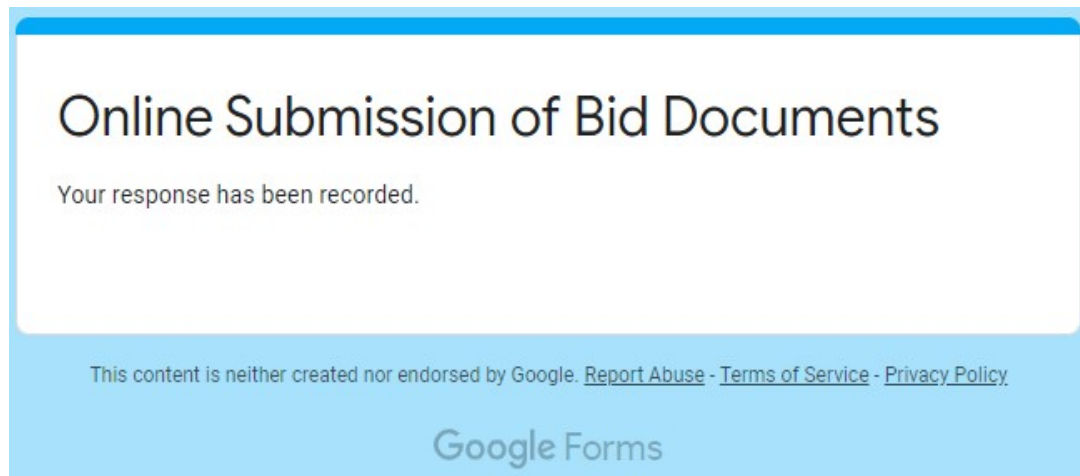 Online Submission of Bid Documents
Your response has been recorded.
This content is neither created nor endorsed by Google. Report Abuse - Terms of Service - Privacy Policy
Google Forms